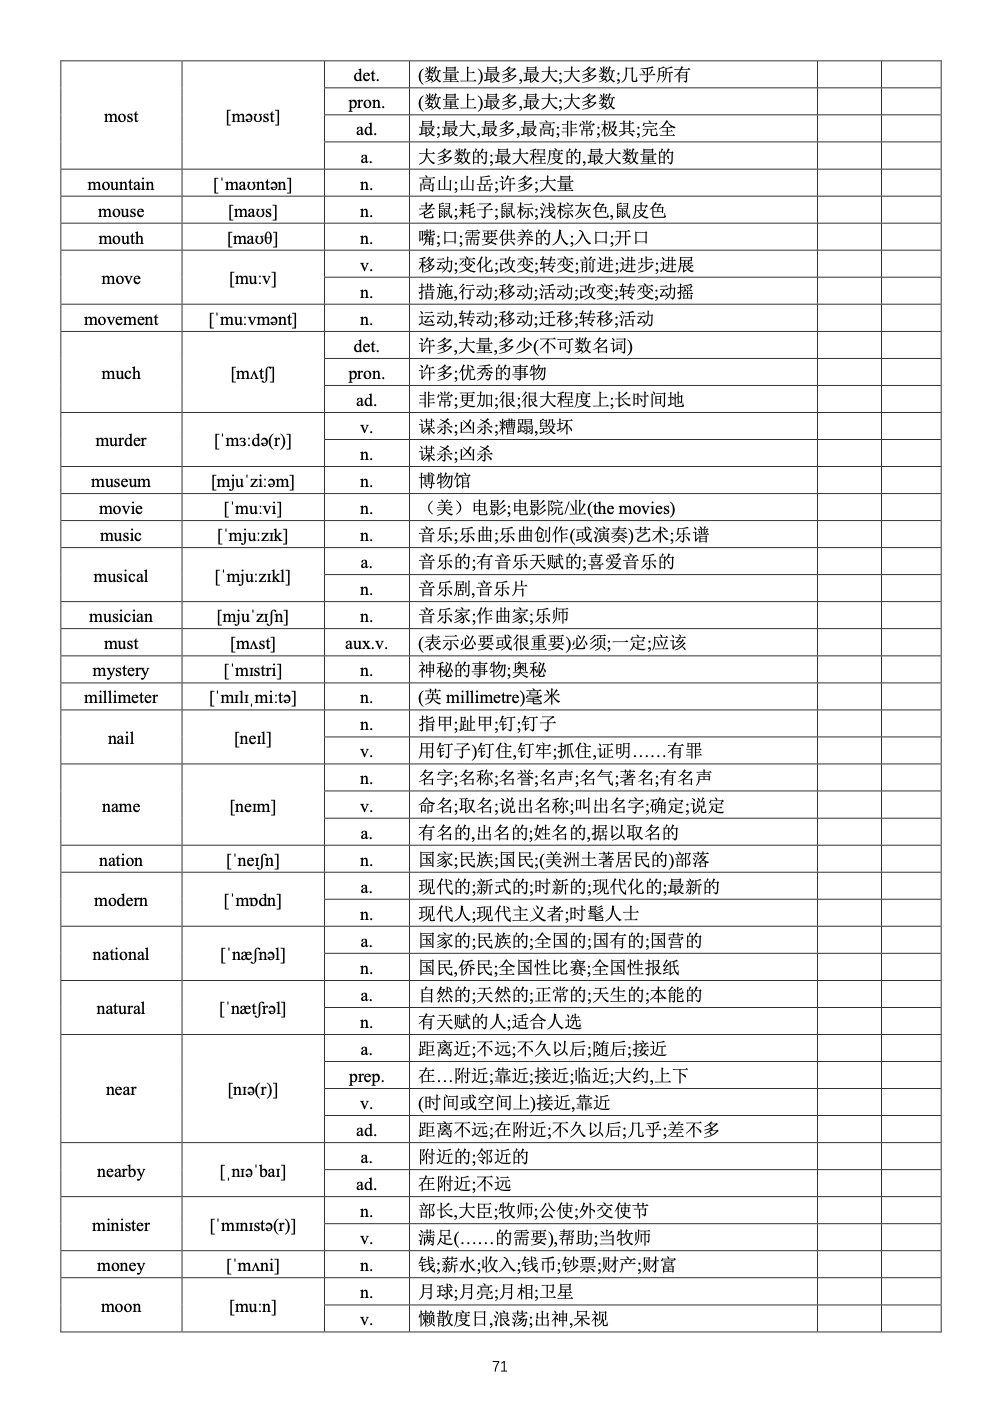 most [məʊst] det. (数量上)最多,最大;大多数;几乎所有
pron. (数量上)最多,最大;大多数
ad. 最;最大,最多,最高;非常;极其;完全
a. 大多数的;最大程度的,最大数量的
mountain [ˈmaʊntən] n. 高山;山岳;许多;大量
mouse [maʊs] n. 老鼠;耗子;鼠标;浅棕灰色,鼠皮色
mouth [maʊθ] n. 嘴;口;需要供养的人;入口;开口
move [muːv] v. 移动;变化;改变;转变;前进;进步;进展
n. 措施,行动;移动;活动;改变;转变;动摇
movement [ˈmuːvmənt] n. 运动,转动;移动;迁移;转移;活动
much [mʌtʃ] det. 许多,大量,多少(不可数名词)
pron. 许多;优秀的事物
ad. 非常;更加;很;很大程度上;长时间地
murder [ˈmɜːdə(r)] v. 谋杀;凶杀;糟蹋,毁坏
n. 谋杀;凶杀
museum [mjuˈziːəm] n. 博物馆
movie [ˈmuːvi] n. （美）电影;电影院/业(the movies)
music [ˈmjuːzɪk] n. 音乐;乐曲;乐曲创作(或演奏)艺术;乐谱
musical [ˈmjuːzɪkl] a. 音乐的;有音乐天赋的;喜爱音乐的
n. 音乐剧,音乐片
musician [mjuˈzɪʃn] n. 音乐家;作曲家;乐师
must [mʌst] aux.v. (表示必要或很重要)必须;一定;应该
mystery [ˈmɪstri] n. 神秘的事物;奥秘
millimeter [ˈmɪlɪˌmiːtə] n. (英 millimetre)毫米
nail [neɪl] n. 指甲;趾甲;钉;钉子
v. 用钉子)钉住,钉牢;抓住,证明……有罪
name [neɪm] n. 名字;名称;名誉;名声;名气;著名;有名声
v. 命名;取名;说出名称;叫出名字;确定;说定
a. 有名的,出名的;姓名的,据以取名的
nation [ˈneɪʃn] n. 国家;民族;国民;(美洲土著居民的)部落
modern [ˈmɒdn] a. 现代的;新式的;时新的;现代化的;最新的
n. 现代人;现代主义者;时髦人士
national [ˈnæʃnəl] a. 国家的;民族的;全国的;国有的;国营的
n. 国民,侨民;全国性比赛;全国性报纸
natural [ˈnætʃrəl] a. 自然的;天然的;正常的;天生的;本能的
n. 有天赋的人;适合人选
near [nɪə(r)] a. 距离近;不远;不久以后;随后;接近
prep. 在…附近;靠近;接近;临近;大约,上下
v. (时间或空间上)接近,靠近
ad. 距离不远;在附近;不久以后;几乎;差不多
nearby [ˌnɪəˈbaɪ] a. 附近的;邻近的
ad. 在附近;不远
minister [ˈmɪnɪstə(r)] n. 部长,大臣;牧师;公使;外交使节
v. 满足(……的需要),帮助;当牧师
money [ˈmʌni] n. 钱;薪水;收入;钱币;钞票;财产;财富
moon [muːn] n. 月球;月亮;月相;卫星
v. 懒散度日,浪荡;出神,呆视
71